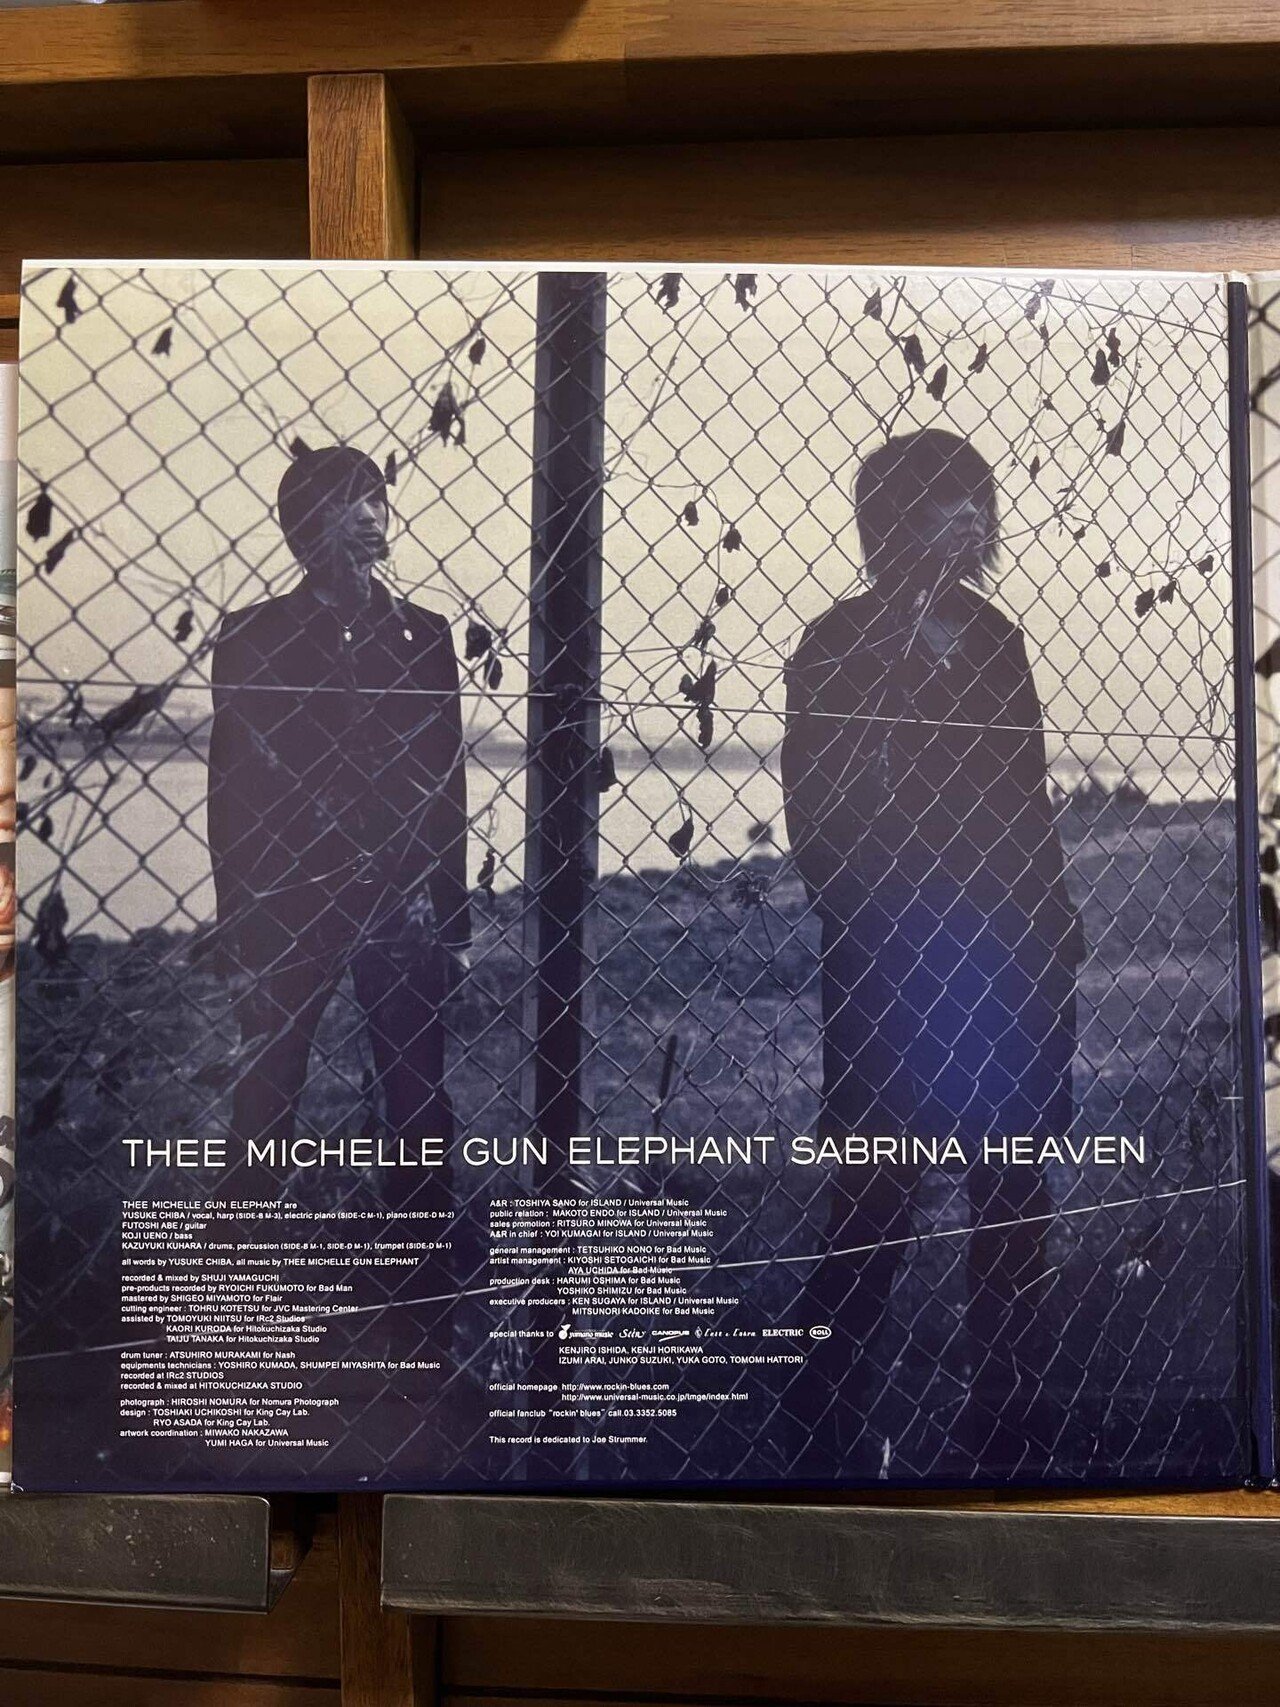 THEE MICHELLE GUN ELEPHANT SABRINA HEAVEN
THEE MICHELLE GUN ELEPHANT are
YUSUKE CHIBA / vocal, harp (SIDE-B M-3), electric piano (SIDE-C M-1), piano (SIDE-D M-2)
FUTOSHI ABE / guitar
KOJI UENO / bass
KAZUYUKI KUHARA / drums, percussion (SIDE-B M-1, SIDE-D M-1), trumpet (SIDE-D M-1)
all words by YUSUKE CHIBA, all music by THEE MICHELLE GUN ELEPHANT
recorded & mixed by SHUJI YAMAGUCHI
pre-products recorded by RYOICHI FUKUMOTO for Bad Man
mastered by SHIGEO MIYAMOTO for Flair
cutting engineer : TOHRU KOTETSU for JVC Mastering Center
assisted by TOMOYUKI NIITSU for IRc2 Studios
KAORI KURODA for Hitokuchizaka Studio
TAIJU TANAKA for Hitokuchizaka Studio
drum tuner : ATSUHIRO MURAKAMI for Nash
equipments technicians : YOSHIRO KUMADA, SHUMPEI MIYASHITA for Bad Music
recorded at IRc2 STUDIOS
recorded & mixed at HITOKUCHIZAKA STUDIO
photograph : HIROSHI NOMURA for Nomura Photograph
design : TOSHIAKI UCHIKOSHI for King Cay Lab.
RYO ASADA for King Cay Lab.
artwork coordination : MIWAKO NAKAZAWA
YUMI HAGA for Universal Music
A&R : TOSHIYA SANO for ISLAND / Universal Music
public relation : MAKOTO ENDO for ISLAND / Universal Music
sales promotion : RITSURO MINOWA for Universal Music
A&R in chief : YOI KUMAGAI for ISLAND / Universal Music
general management : TETSUHIKO NONO for Bad Music
artist management : KIYOSHI SETOGAICHI for Bad Music
AYA UCHIDA for Bad Music
production desk : HARUMI OSHIMA for Bad Music
YOSHIKO SHIMIZU for Bad Music
executive producers : KEN SUGAYA for ISLAND / Universal Music
MITSUNORI KADOIKE for Bad Music
special thanks to yamano music CANOPUS ELECTRIC ROLL
KENJIRO ISHIDA, KENJI HORIKAWA
IZUMI ARAI, JUNKO SUZUKI, YUKA GOTO, TOMOMI HATTORI
official homepage http://www.rockin-blues.com
http://www.universal-music.co.jp/tmge/index.html
official fanclub "rockin' blues" call.03.3352.5085
This record is dedicated to Joe Strummer.